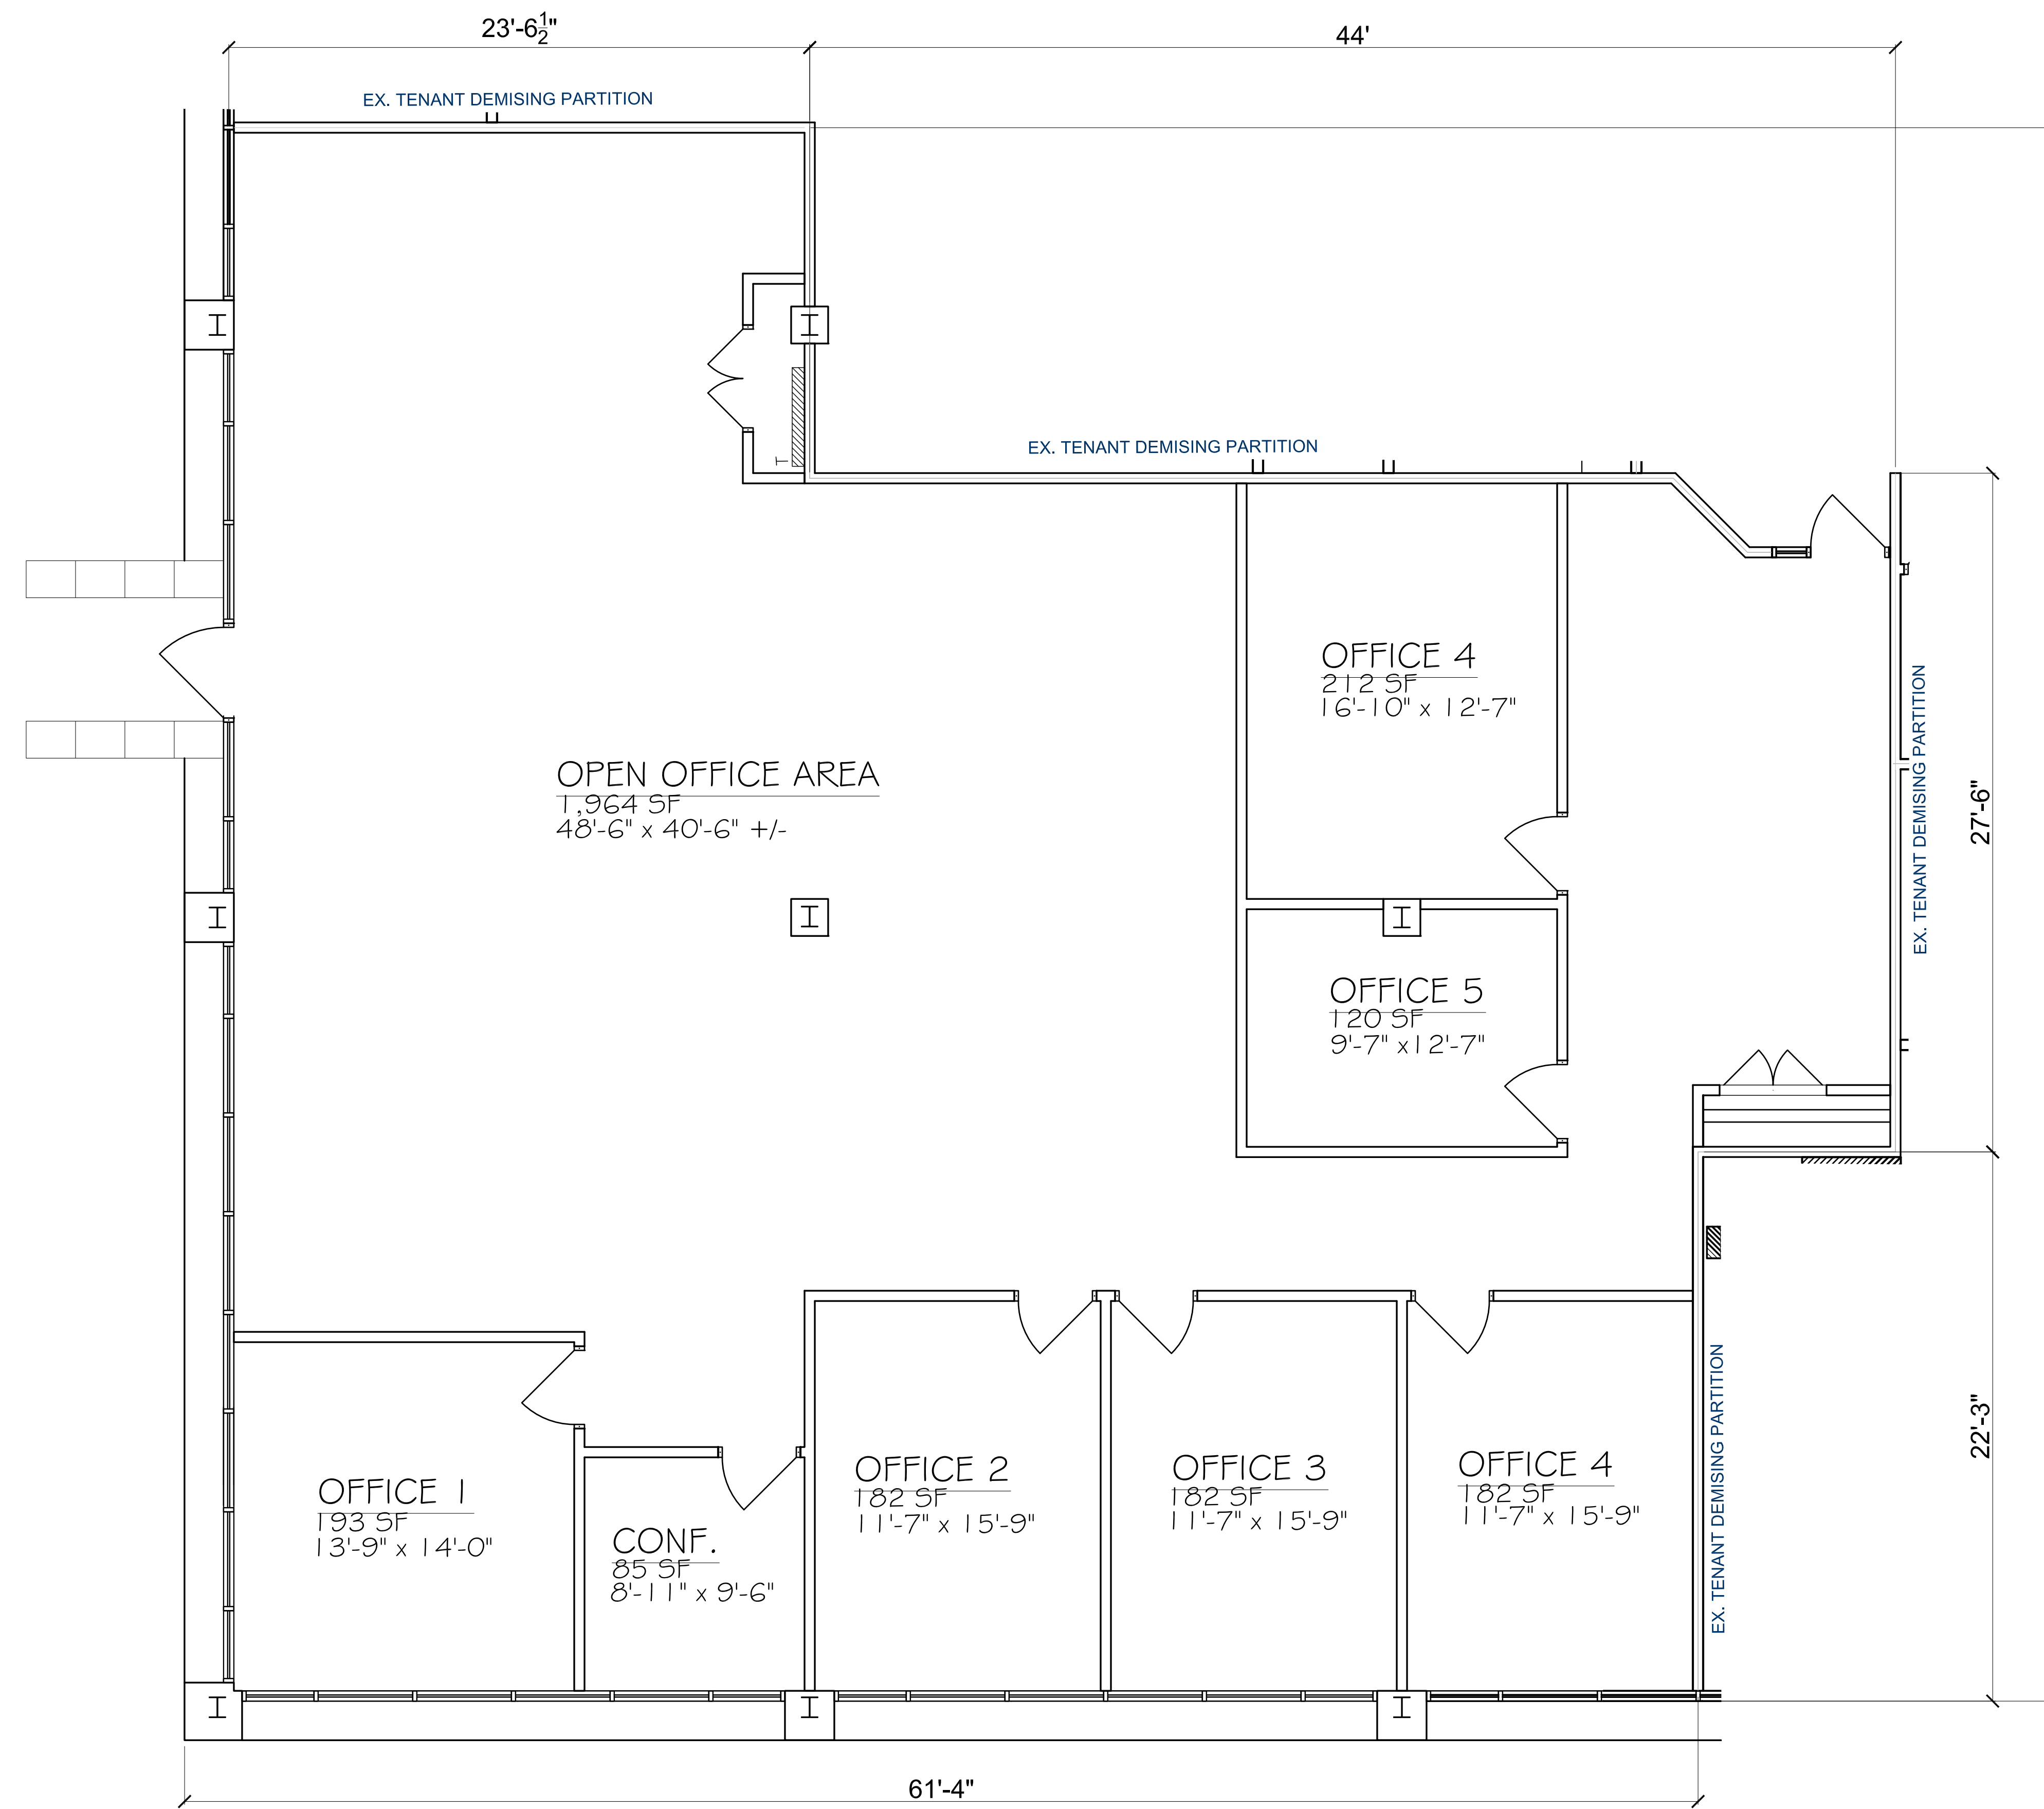 23'-6½"
44'
EX. TENANT DEMISING PARTITION
EX. TENANT DEMISING PARTITION
OFFICE 4
212 SF
16'-10" x 12'-7"
EX. TENANT DEMISING PARTITION
27'-6"
OPEN OFFICE AREA
1,964 SF
48'-6" x 40'-6" +/-
OFFICE 5
120 SF
9'-7" x12'-7"
OFFICE 1
193 SF
13'-9" x 14'-0"
CONF.
85 SF
8'-11" x 9'-6"
OFFICE 2
182 SF
11'-7" x 15'-9"
OFFICE 3
182 SF
11'-7" x 15'-9"
OFFICE 4
182 SF
11'-7" x 15'-9"
EX. TENANT DEMISING PARTITION
22'-3"
61'-4"